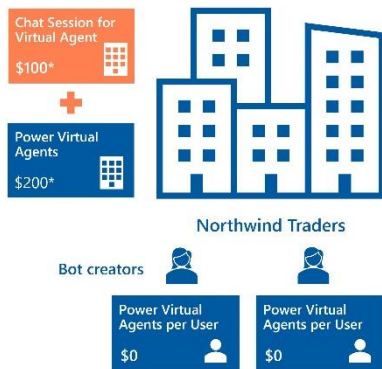 Chat Session for
Virtual Agent
$100*
Power Virtual
Agents
$200*
Northwind Traders
Bot creators
Power Virtual
Agents per User
$0
Power Virtual
Agents per User
$0